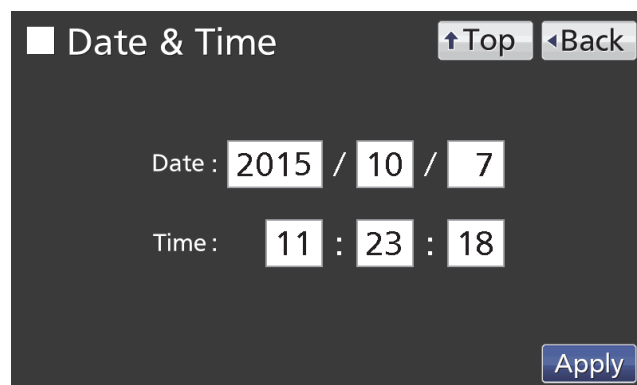 Date & Time
Top
Back
Date : 2015 / 10 / 7
Time : 11 : 23 : 18
Apply